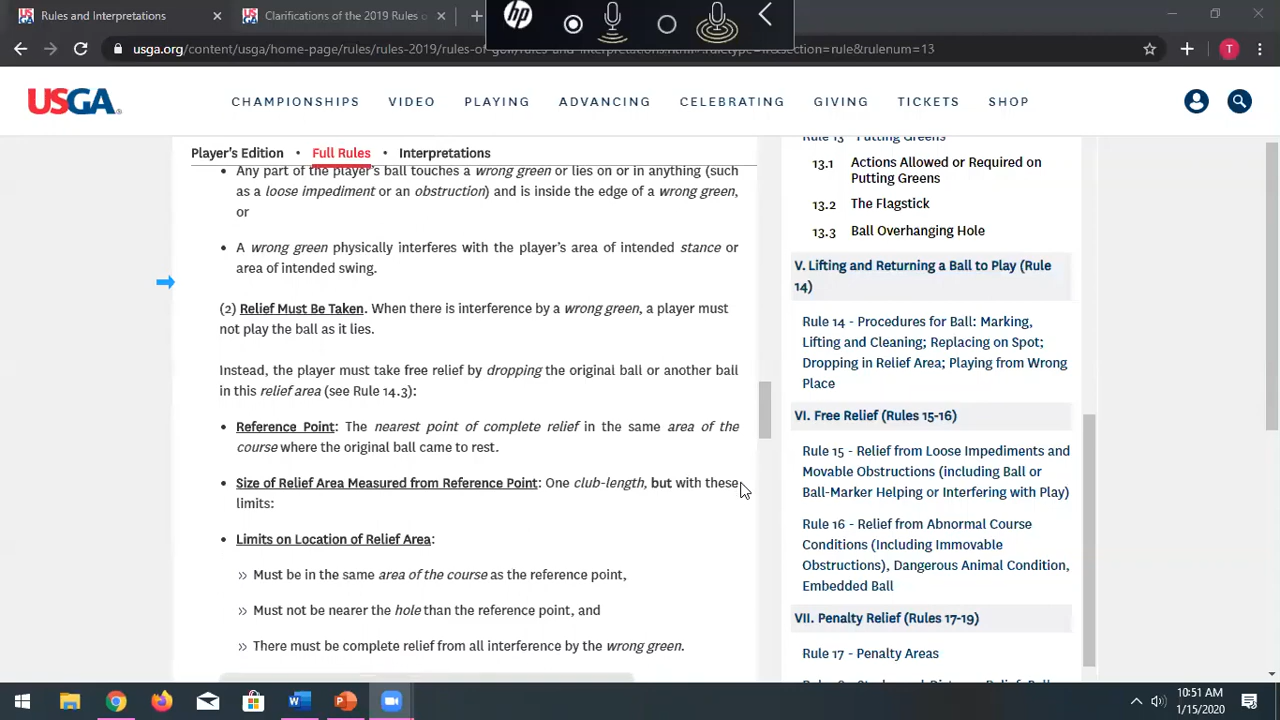 Rules and Interpretations
Clarifications of the 2019 Rules o
hp
usga.org/content/usga/home-page/rules/rules-2019/rules-of-
section=rule&rulenum=13
T
USGA
CHAMPIONSHIPS VIDEO PLAYING ADVANCING CELEBRATING GIVING TICKETS SHOP
Player's Edition • Full Rules • Interpretations
• Any part of the player's ball touches a wrong green or lies on or in anything (such
as a loose impediment or an obstruction) and is inside the edge of a wrong green,
or
• A wrong green physically interferes with the player's area of intended stance or
area of intended swing.
(2) Relief Must Be Taken. When there is interference by a wrong green, a player must
not play the ball as it lies.
Instead, the player must take free relief by dropping the original ball or another ball
in this relief area (see Rule 14.3):
• Reference Point: The nearest point of complete relief in the same area of the
course where the original ball came to rest.
• Size of Relief Area Measured from Reference Point: One club-length, but with these
limits:
• Limits on Location of Relief Area:
» Must be in the same area of the course as the reference point,
» Must not be nearer the hole than the reference point, and
» There must be complete relief from all interference by the wrong green.
Rule 13 - Putting Greens
13.1 Actions Allowed or Required on
Putting Greens
13.2 The Flagstick
13.3 Ball Overhanging Hole
V. Lifting and Returning a Ball to Play (Rule
14)
Rule 14 - Procedures for Ball: Marking,
Lifting and Cleaning; Replacing on Spot;
Dropping in Relief Area; Playing from Wrong
Place
VI. Free Relief (Rules 15-16)
Rule 15 - Relief from Loose Impediments and
Movable Obstructions (including Ball or
Ball-Marker Helping or Interfering with Play)
Rule 16 - Relief from Abnormal Course
Conditions (Including Immovable
Obstructions), Dangerous Animal Condition,
Embedded Ball
VII. Penalty Relief (Rules 17-19)
Rule 17 - Penalty Areas
10:51 AM
1/15/2020